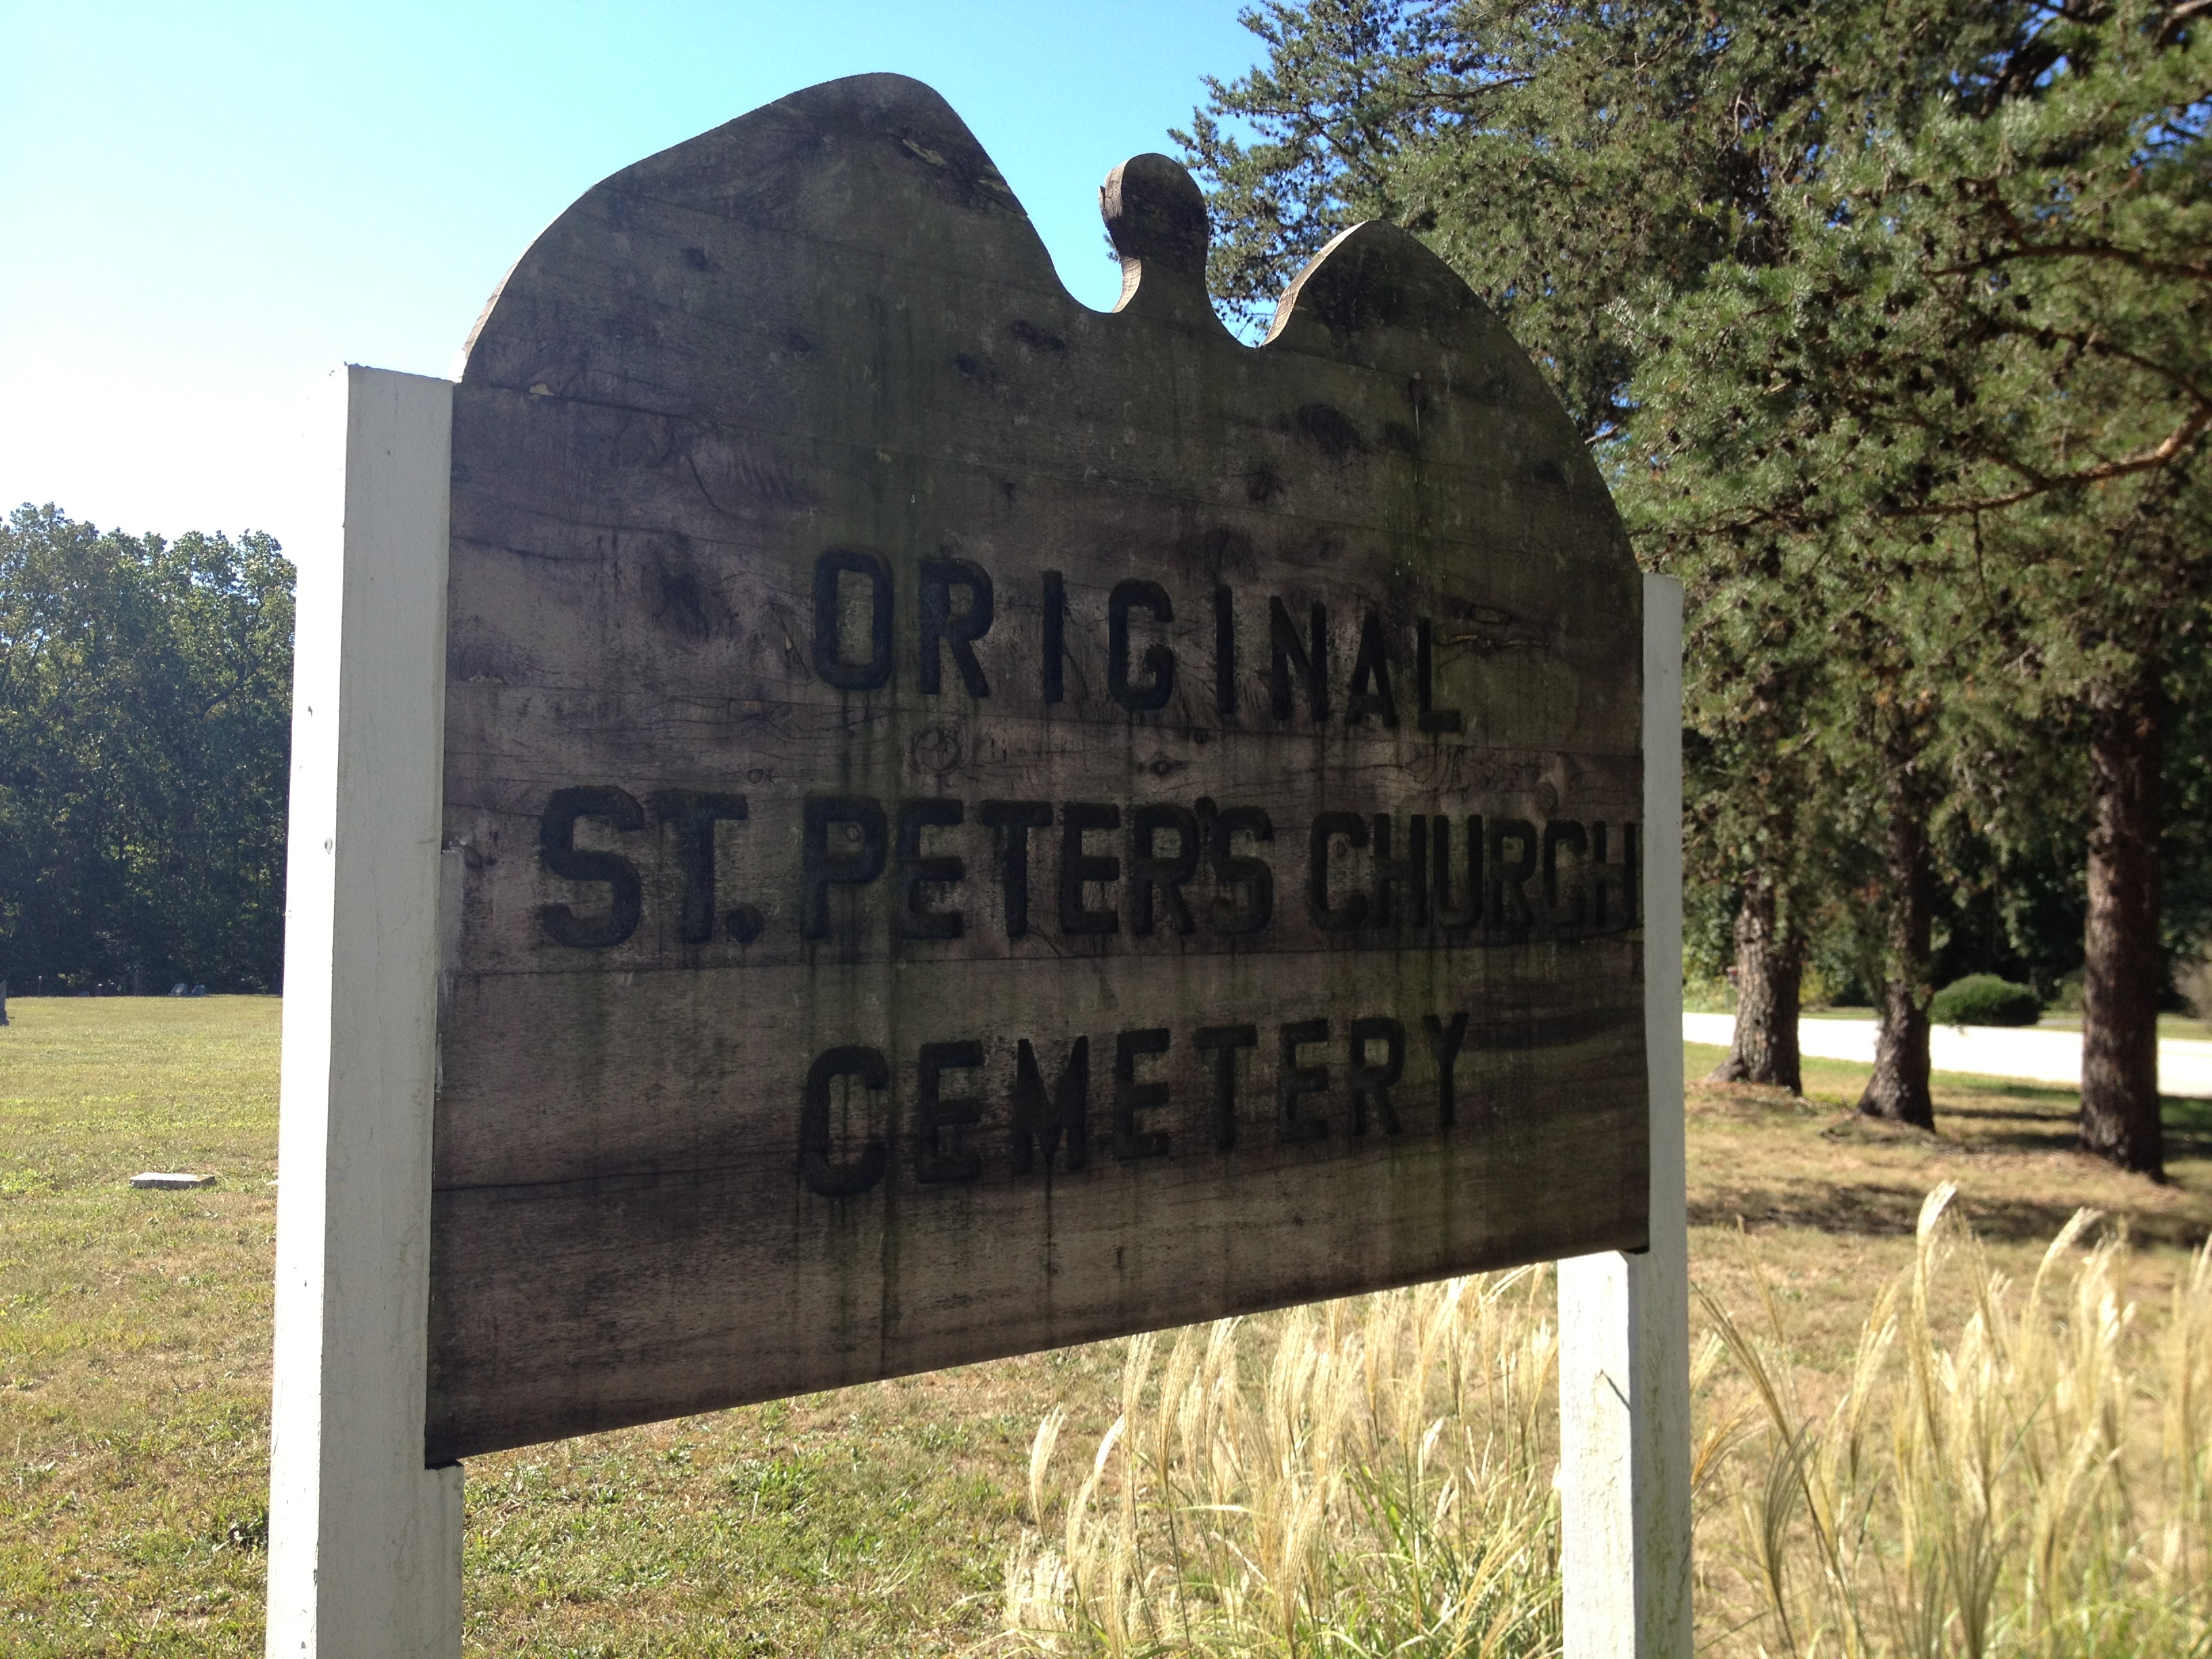 ORIGINAL
ST. PETER'S CHURCH
CEMETERY